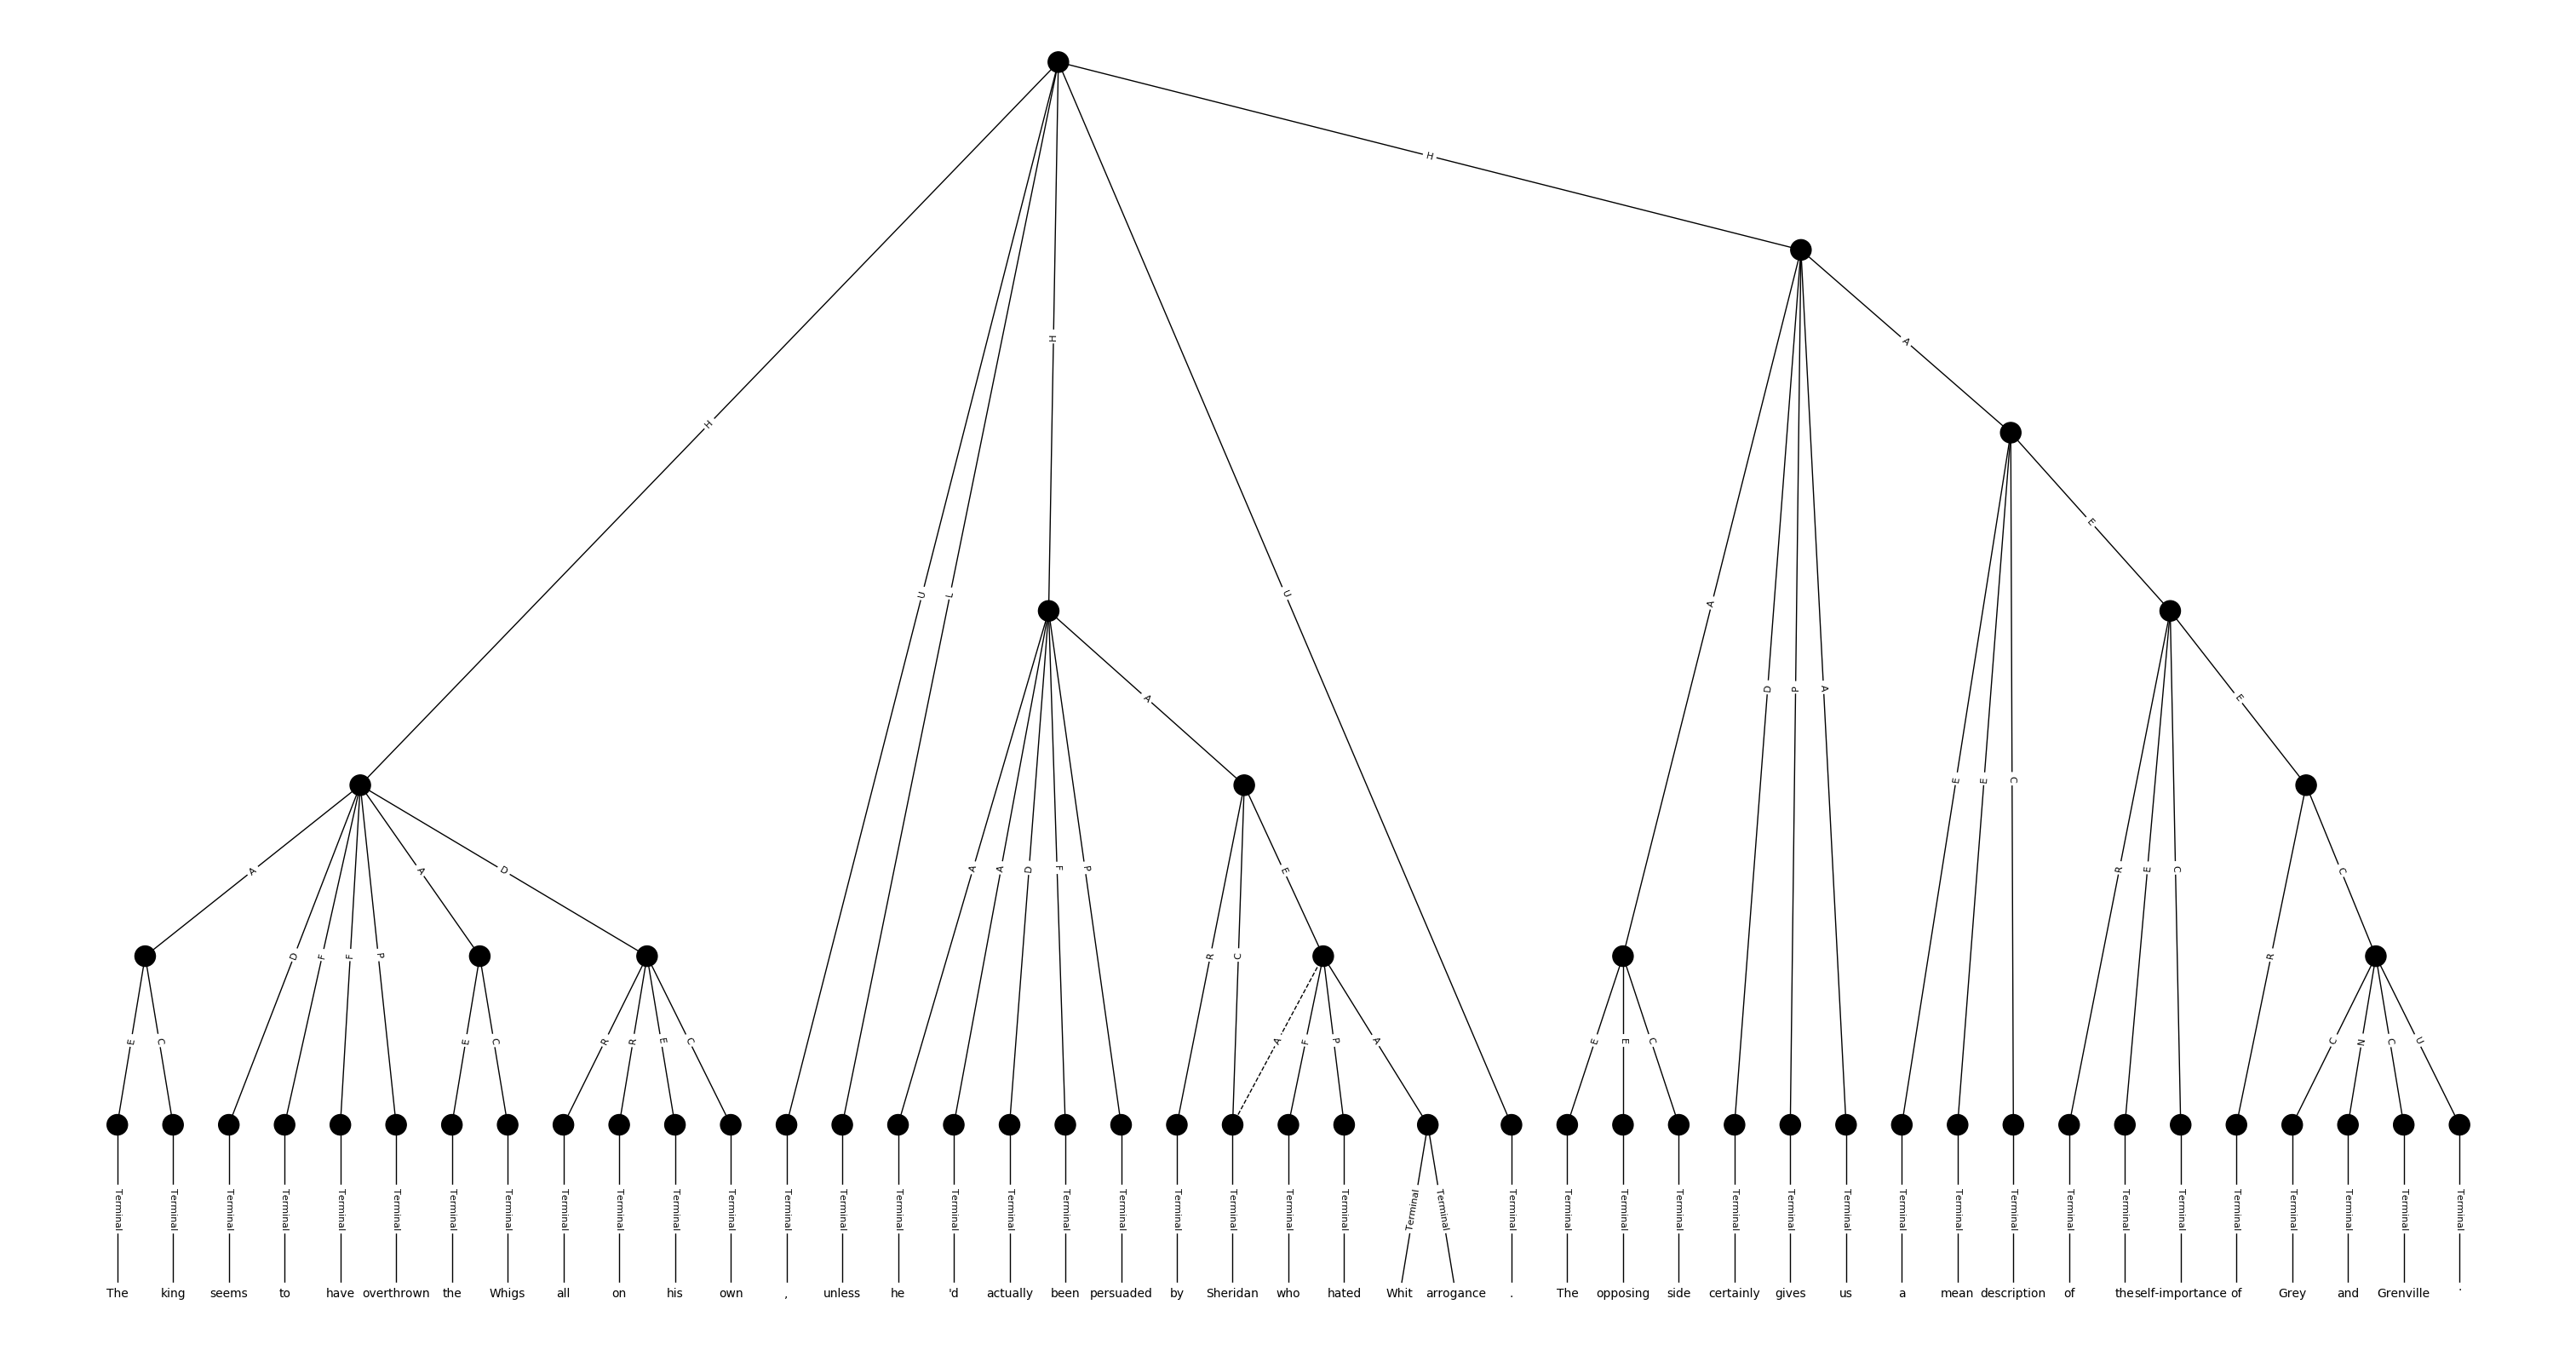 H
H
A
H
E
U L U A
D P A
A E
E E C
A A D A A D F P E R E C C
D F F P R C R
E C E C R R E C A F P A E E C C N C U
Terminal Terminal Terminal Terminal Terminal Terminal Terminal Terminal Terminal Terminal Terminal Terminal Terminal Terminal Terminal Terminal Terminal Terminal Terminal Terminal Terminal Terminal Terminal Terminal Terminal Terminal Terminal Terminal Terminal Terminal Terminal Terminal Terminal Terminal Terminal Terminal Terminal Terminal Terminal Terminal Terminal Terminal Terminal
The king seems to have overthrown the Whigs all on his own , unless he 'd actually been persuaded by Sheridan who hated Whit arrogance . The opposing side certainly gives us a mean description of the self-importance of Grey and Grenville .